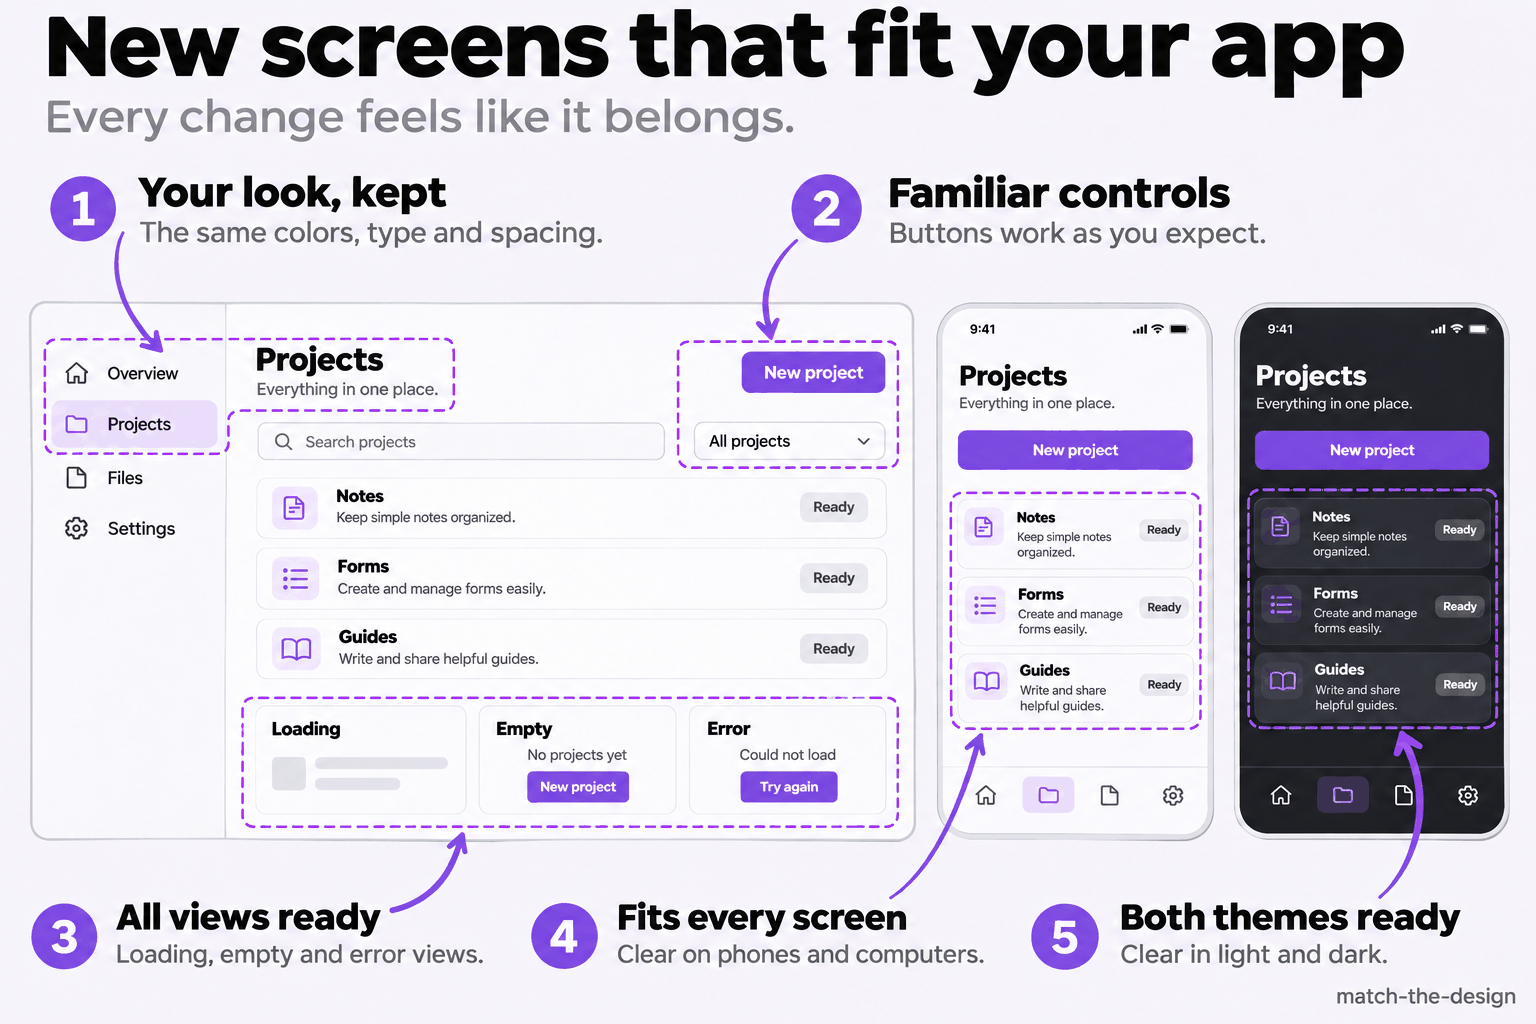 New screens that fit your app
Every change feels like it belongs.
1
Your look, kept
The same colors, type and spacing.
2
Familiar controls
Buttons work as you expect.
Overview
Projects
Files
Settings
Projects
Everything in one place.
New project
Search projects
All projects
Notes
Keep simple notes organized.
Ready
Forms
Create and manage forms easily.
Ready
Guides
Write and share helpful guides.
Ready
Loading
Empty
No projects yet
New project
Error
Could not load
Try again
9:41
Projects
Everything in one place.
New project
Notes
Keep simple notes
organized.
Ready
Forms
Create and manage
forms easily.
Ready
Guides
Write and share
helpful guides.
Ready
9:41
Projects
Everything in one place.
New project
Notes
Keep simple notes
organized.
Ready
Forms
Create and manage
forms easily.
Ready
Guides
Write and share
helpful guides.
Ready
3
All views ready
Loading, empty and error views.
4
Fits every screen
Clear on phones and computers.
5
Both themes ready
Clear in light and dark.
match-the-design